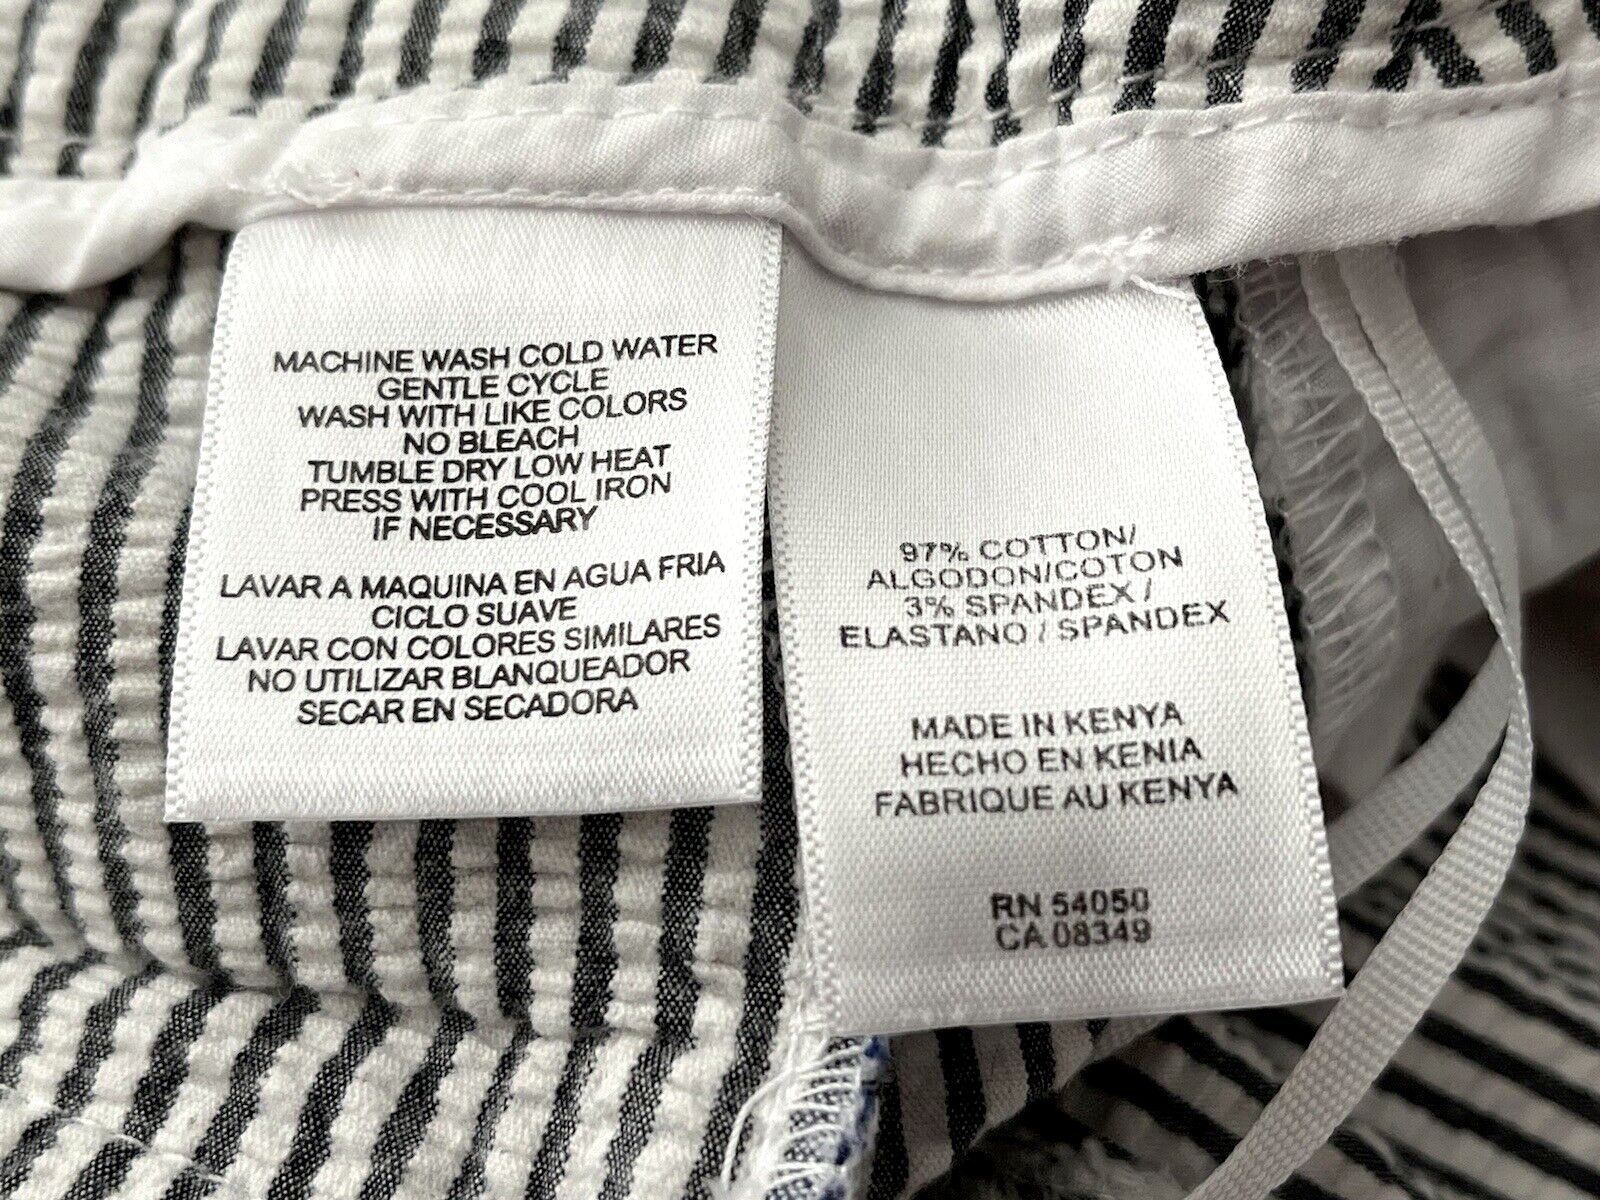 MACHINE WASH COLD WATER
GENTLE CYCLE
WASH WITH LIKE COLORS
NO BLEACH
TUMBLE DRY LOW HEAT
PRESS WITH COOL IRON
IF NECESSARY
LAVAR A MAQUINA EN AGUA FRIA
CICLO SUAVE
LAVAR CON COLORES SIMILARES
NO UTILIZAR BLANQUEADOR
SECAR EN SECADORA
97% COTTON/
ALGODON/COTON
3% SPANDEX/
ELASTANO / SPANDEX
MADE IN KENYA
HECHO EN KENIA
FABRIQUE AU KENYA
RN 54050
CA 08349